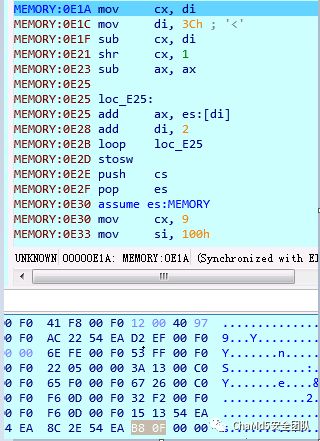 MEMORY:0E1A mov cx, di
MEMORY:0E1C mov di, 3Ch ; '<'
MEMORY:0E1F sub cx, di
MEMORY:0E21 shr cx, 1
MEMORY:0E23 sub ax, ax
MEMORY:0E25
MEMORY:0E25 loc_E25:
MEMORY:0E25 add ax, es:[di]
MEMORY:0E28 add di, 2
MEMORY:0E2B loop loc_E25
MEMORY:0E2D stosw
MEMORY:0E2E push cs
MEMORY:0E2F pop es
MEMORY:0E30 assume es:MEMORY
MEMORY:0E30 mov cx, 9
MEMORY:0E33 mov si, 100h
UNKNOWN 00000E1A: MEMORY:0E1A (Synchronized with EI
0 F0 41 F8 00 F0 12 00 40 97 ..............
0 F0 AC 22 54 EA D2 EF 00 F0 9...Y.........
00 00 6E FE 00 F0 53 FF 00 F0 Y......n......
0 F0 22 05 00 00 3A 13 00 C0
0 F0 65 F0 00 F0 67 26 00 C0
0 F0 F6 0D 00 F0 32 F2 00 F0
0 F0 F6 0D 00 F0 15 13 54 EA
4 EA 8C 2E 54 EA B8 0F 00 00
ChaMd5安全团队